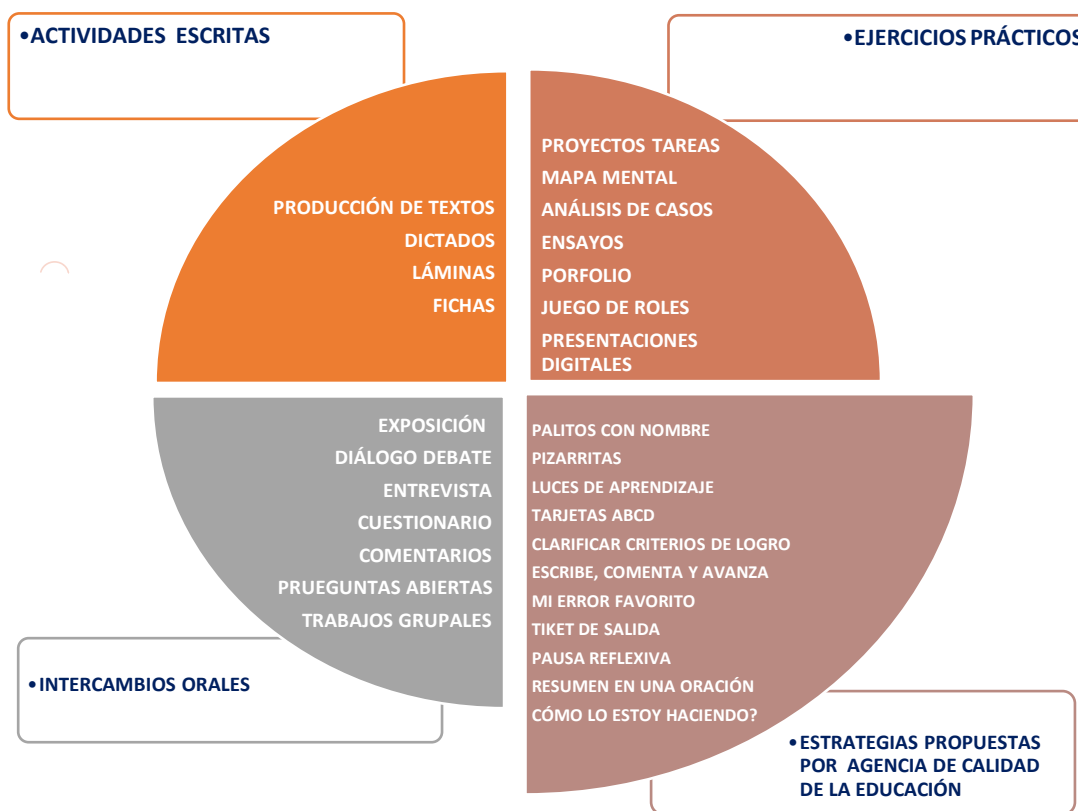 •ACTIVIDADES ESCRITAS
PRODUCCIÓN DE TEXTOS
DICTADOS
LÁMINAS
FICHAS
•EJERCICIOS PRÁCTICOS
PROYECTOS TAREAS
MAPA MENTAL
ANÁLISIS DE CASOS
ENSAYOS
PORFOLIO
JUEGO DE ROLES
PRESENTACIONES
DIGITALES
EXPOSICIÓN
DIÁLOGO DEBATE
ENTREVISTA
CUESTIONARIO
COMENTARIOS
PRUEGUNTAS ABIERTAS
TRABAJOS GRUPALES
•INTERCAMBIOS ORALES
PALITOS CON NOMBRE
PIZARRITAS
LUCES DE APRENDIZAJE
TARJETAS ABCD
CLARIFICAR CRITERIOS DE LOGRO
ESCRIBE, COMENTA Y AVANZA
MI ERROR FAVORITO
TIKET DE SALIDA
PAUSA REFLEXIVA
RESUMEN EN UNA ORACIÓN
CÓMO LO ESTOY HACIENDO?
•ESTRATEGIAS PROPUESTAS
POR AGENCIA DE CALIDAD
DE LA EDUCACIÓN